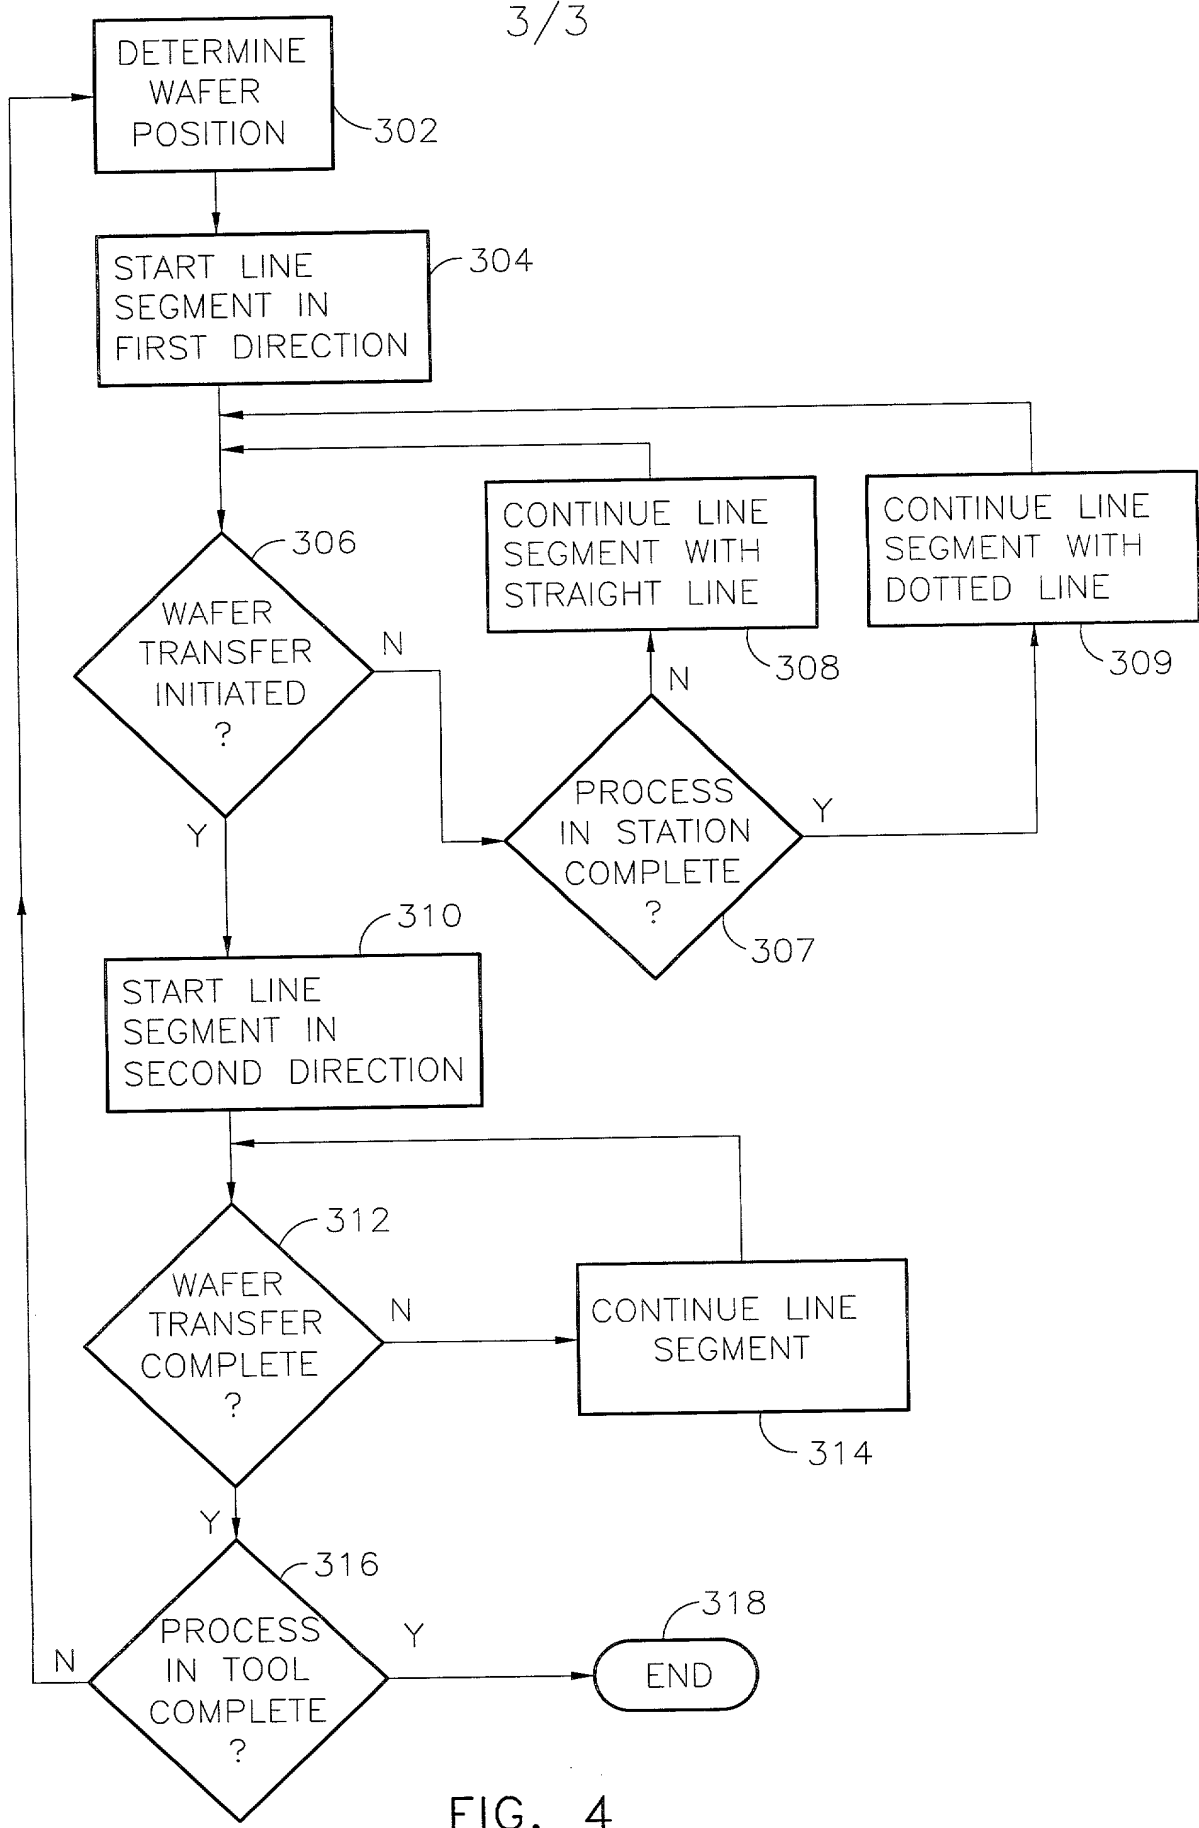 3/3
DETERMINE
WAFER
POSITION
302
START LINE
SEGMENT IN
FIRST DIRECTION
304
306
WAFER
TRANSFER
INITIATED
?
N
Y
CONTINUE LINE
SEGMENT WITH
STRAIGHT LINE
308
CONTINUE LINE
SEGMENT WITH
DOTTED LINE
309
N
PROCESS
IN STATION
COMPLETE
?
Y
307
310
START LINE
SEGMENT IN
SECOND DIRECTION
312
WAFER
TRANSFER
COMPLETE
?
N
Y
CONTINUE LINE
SEGMENT
314
316
PROCESS
IN TOOL
COMPLETE
?
N
Y
318
END
FIG. 4